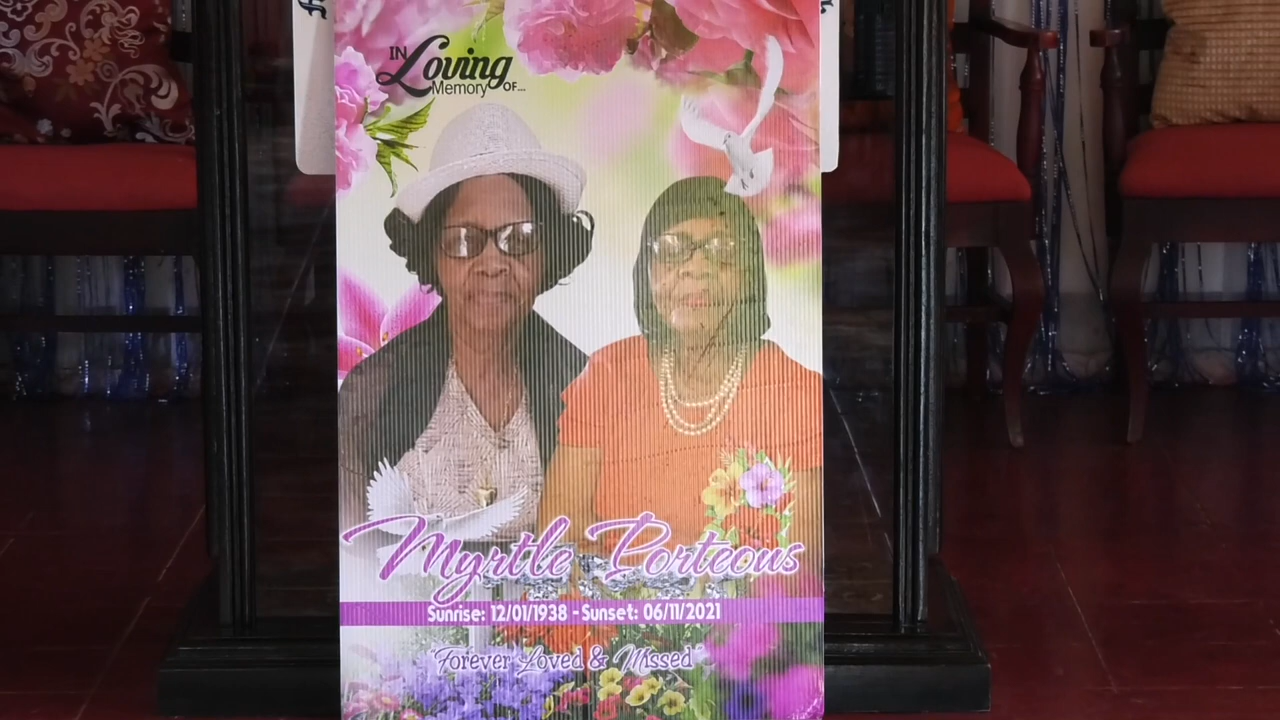 IN Loving
Memory OF...
Myrtle Porteous
Sunrise: 12/01/1938 - Sunset: 06/11/2021
"Forever Loved & Missed"